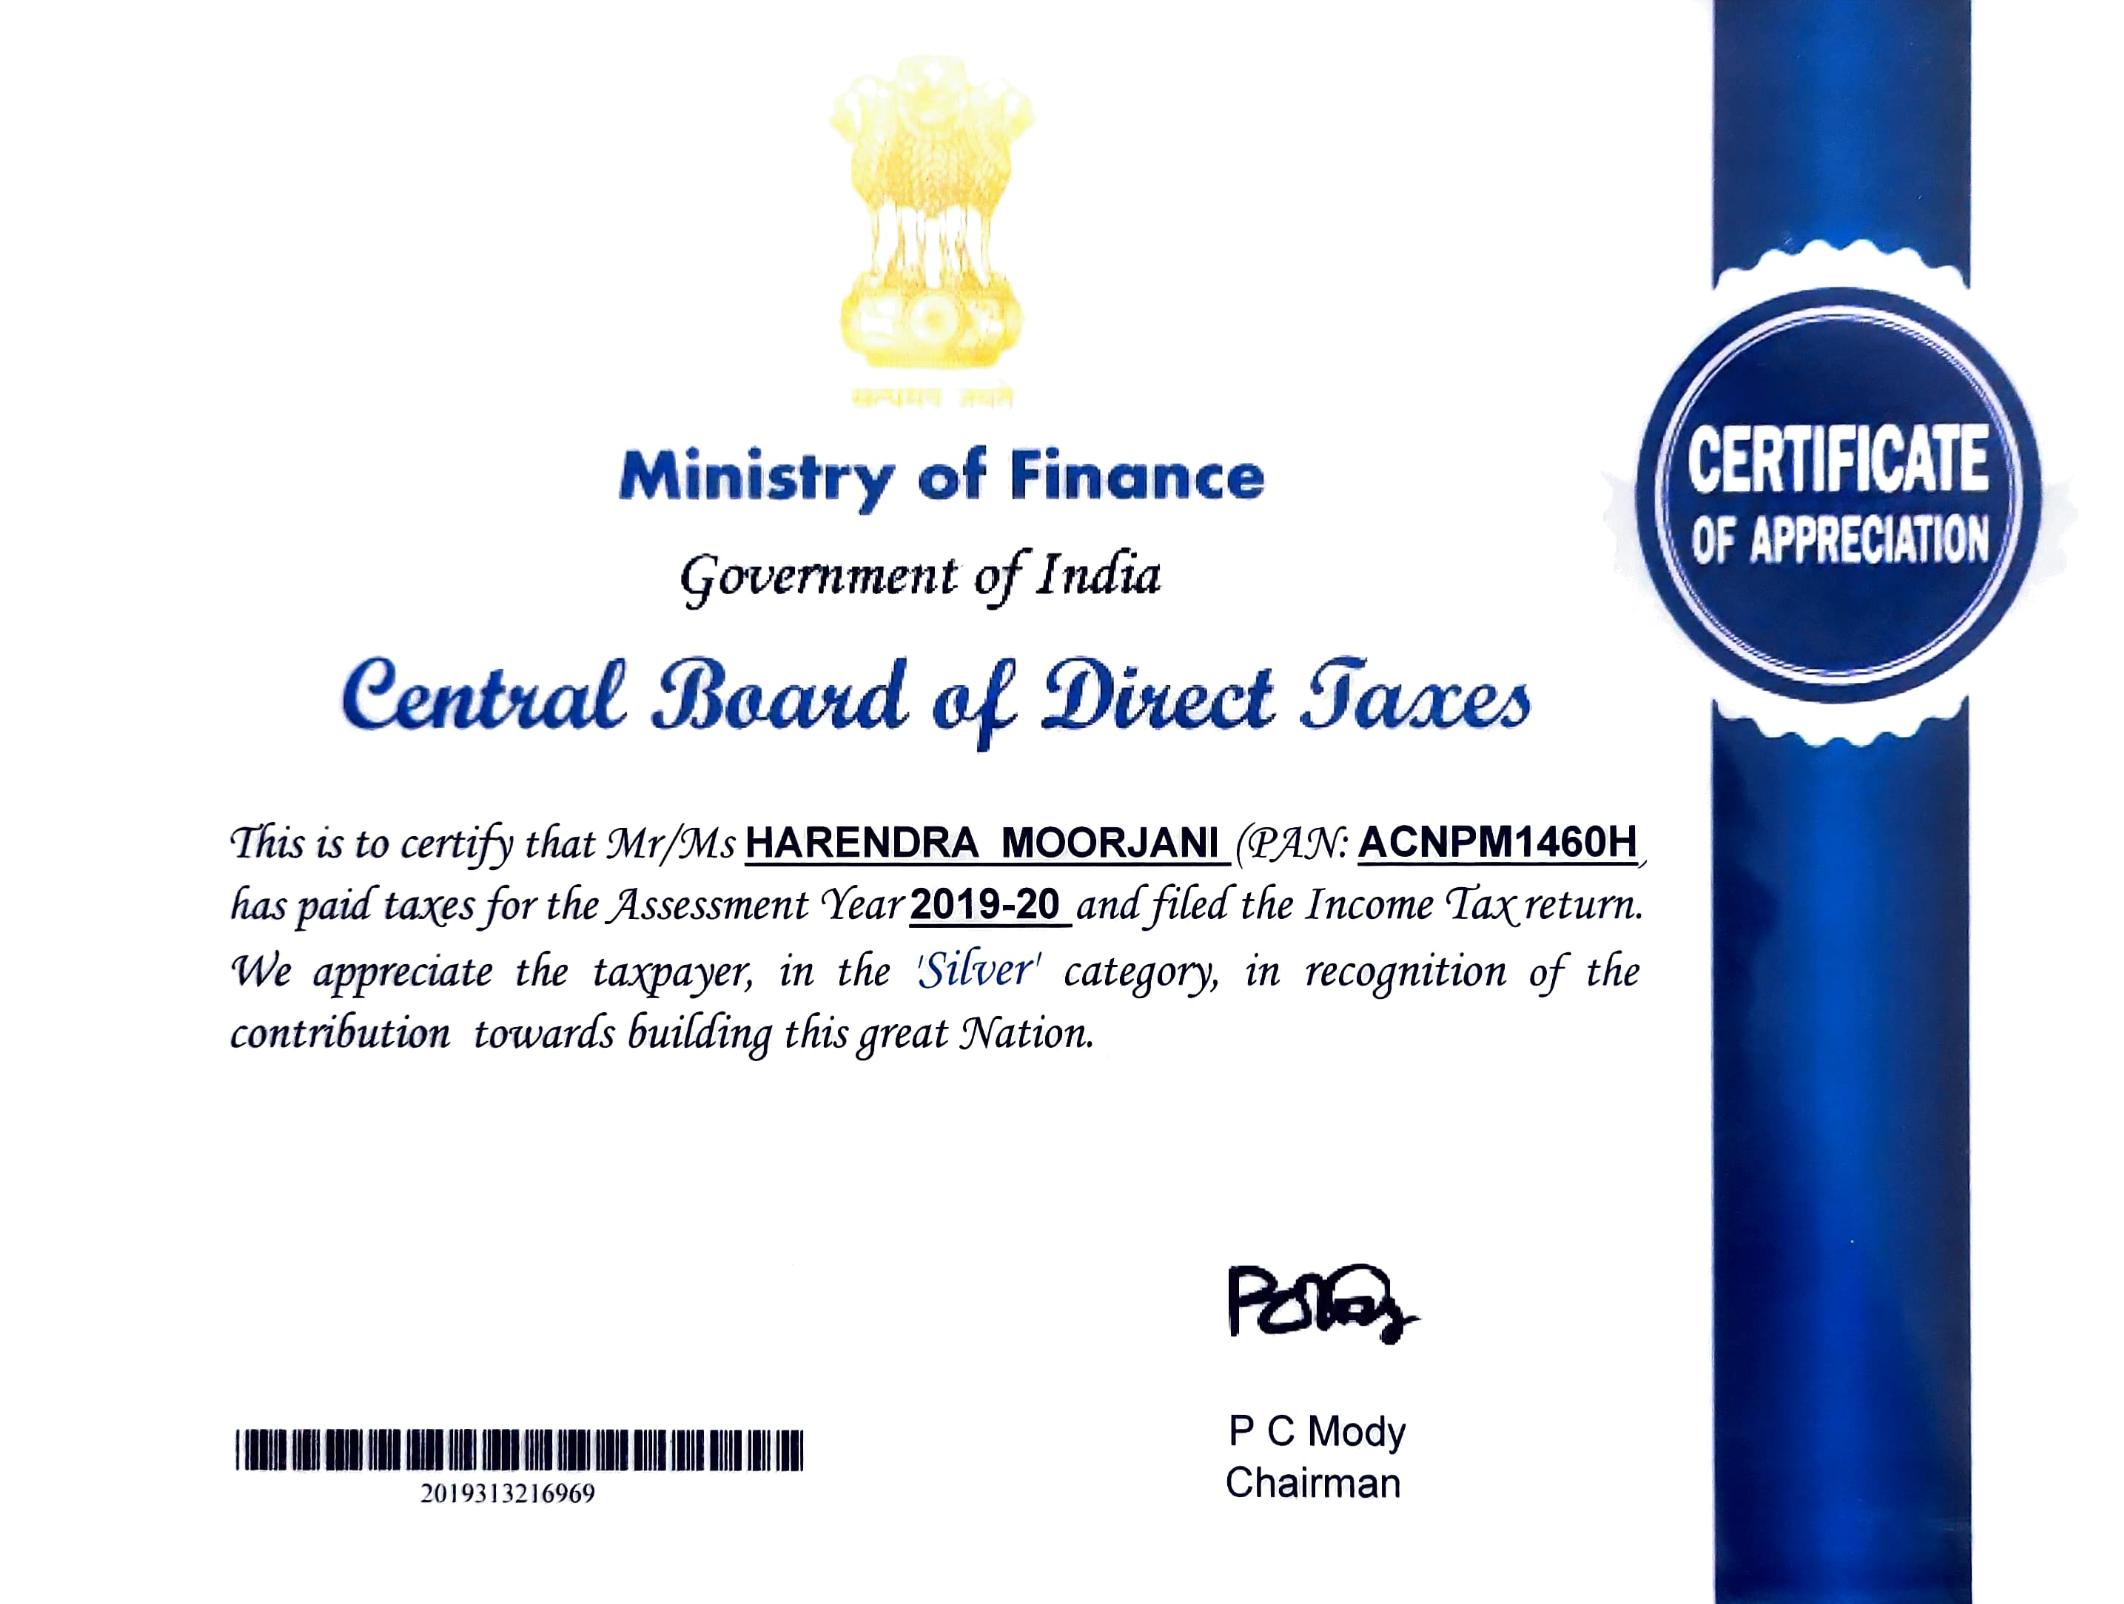 सत्यमेव जयते
Ministry of Finance
Government of India
Central Board of Direct Taxes
CERTIFICATE
OF APPRECIATION
This is to certify that Mr/Ms HARENDRA MOORJANI (PAN: ACNPM1460H)
has paid taxes for the Assessment Year 2019-20 and filed the Income Tax return.
We appreciate the taxpayer, in the 'Silver' category, in recognition of the
contribution towards building this great Nation.
P C Mody
Chairman
2019313216969